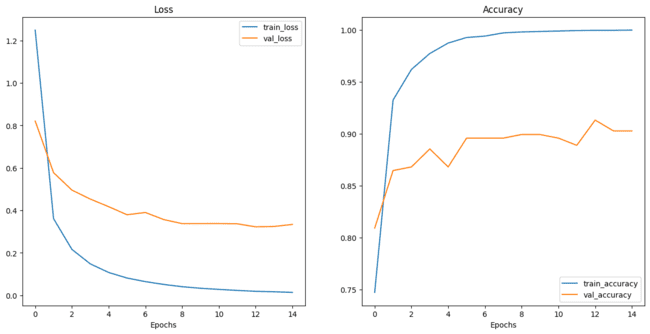 Loss
train_loss
val_loss
1.2
1.0
0.8
0.6
0.4
0.2
0.0
0 2 4 6 8 10 12 14
Epochs
Accuracy
1.00
0.95
0.90
0.85
0.80
0.75
train_accuracy
val_accuracy
0 2 4 6 8 10 12 14
Epochs